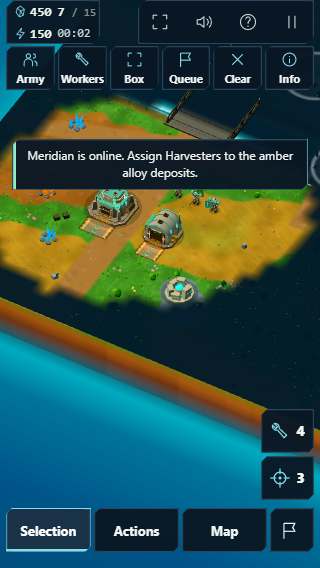 450 7 / 15
150 00:02
Army
Workers
Box
Queue
Clear
Info
Meridian is online. Assign Harvesters to the amber
alloy deposits.
4
3
Selection
Actions
Map